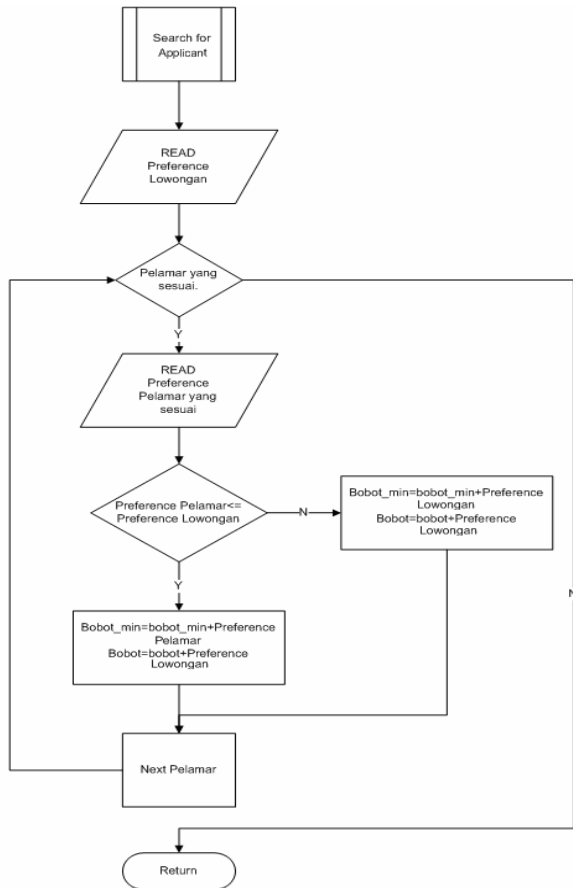 Search for
Applicant
READ
Preference
Lowongan
Pelamar yang
sesuai.
Y
READ
Preference
Pelamar yang
sesuai
Preference Pelamar<=
Preference Lowongan
N
Bobot_min=bobot_min+Preference
Lowongan
Bobot=bobot+Preference
Lowongan
N
Y
Bobot_min=bobot_min+Preference
Pelamar
Bobot=bobot+Preference
Lowongan
Next Pelamar
Return